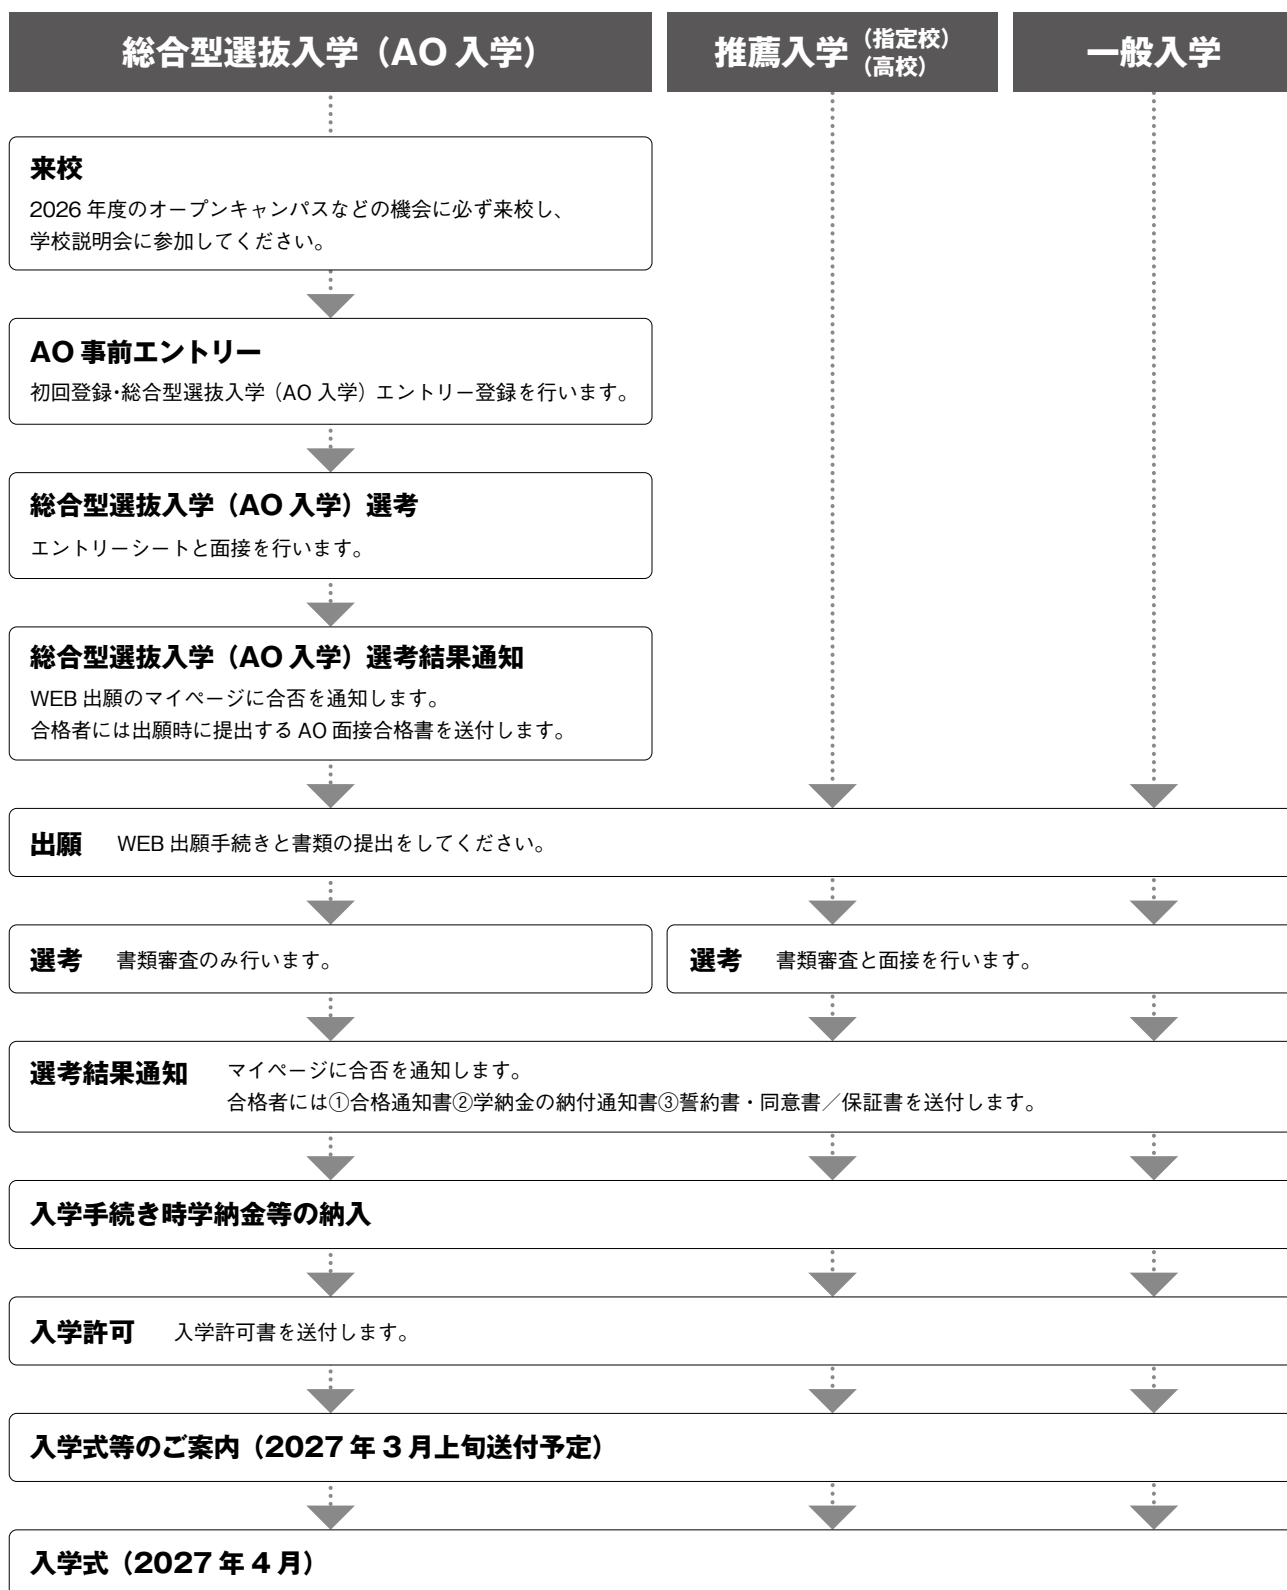 総合型選抜入学（AO 入学）
推薦入学（指定校）（高校）
一般入学
来校
2026 年度のオープンキャンパスなどの機会に必ず来校し、
学校説明会に参加してください。
AO 事前エントリー
初回登録・総合型選抜入学（AO 入学）エントリー登録を行います。
総合型選抜入学（AO 入学）選考
エントリーシートと面接を行います。
総合型選抜入学（AO 入学）選考結果通知
WEB 出願のマイページに合否を通知します。
合格者には出願時に提出する AO 面接合格書を送付します。
出願 WEB 出願手続きと書類の提出をしてください。
選考 書類審査のみ行います。
選考 書類審査と面接を行います。
選考結果通知 マイページに合否を通知します。
合格者には①合格通知書②学納金の納付通知書③誓約書・同意書／保証書を送付します。
入学手続き時学納金等の納入
入学許可 入学許可書を送付します。
入学式等のご案内（2027 年 3 月上旬送付予定）
入学式（2027 年 4 月）